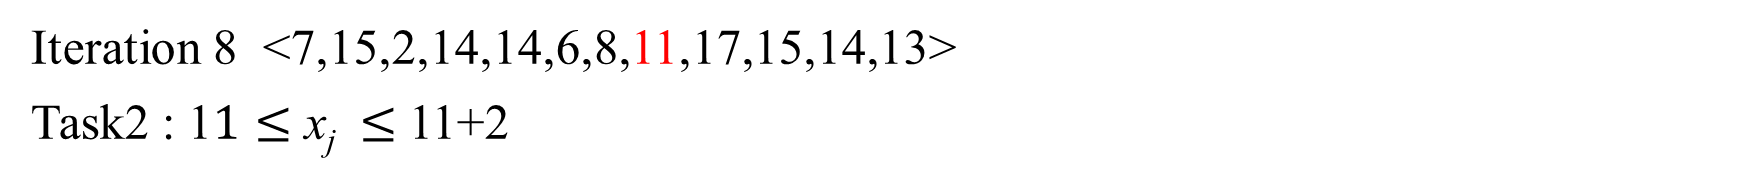 Iteration 8 <7,15,2,14,14,6,8,11,17,15,14,13>
Task2 : 11 ≤ xj ≤ 11+2